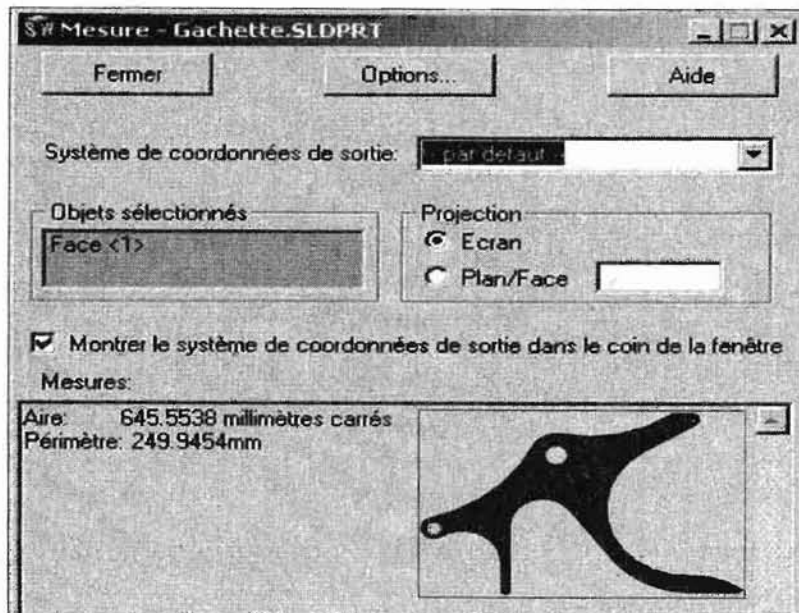 Mesure - Gachette.SLDPRT
Fermer
Options...
Aide
Système de coordonnées de sortie:
par défaut
Objets sélectionnés
Face <1>
Projection
Ecran
Plan/Face
Montrer le système de coordonnées de sortie dans le coin de la fenêtre
Mesures:
Aire: 645.5538 millimètres carrés
Périmètre: 249.9454mm